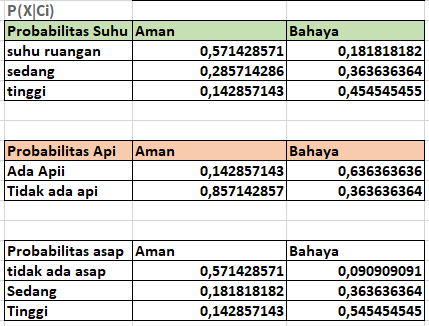 P(X|Ci)
Probabilitas Suhu Aman Bahaya
suhu ruangan 0,571428571 0,181818182
sedang 0,285714286 0,363636364
tinggi 0,142857143 0,454545455
Probabilitas Api Aman Bahaya
Ada Apii 0,142857143 0,636363636
Tidak ada api 0,857142857 0,363636364
Probabilitas asap Aman Bahaya
tidak ada asap 0,571428571 0,090909091
Sedang 0,181818182 0,363636364
Tinggi 0,142857143 0,545454545